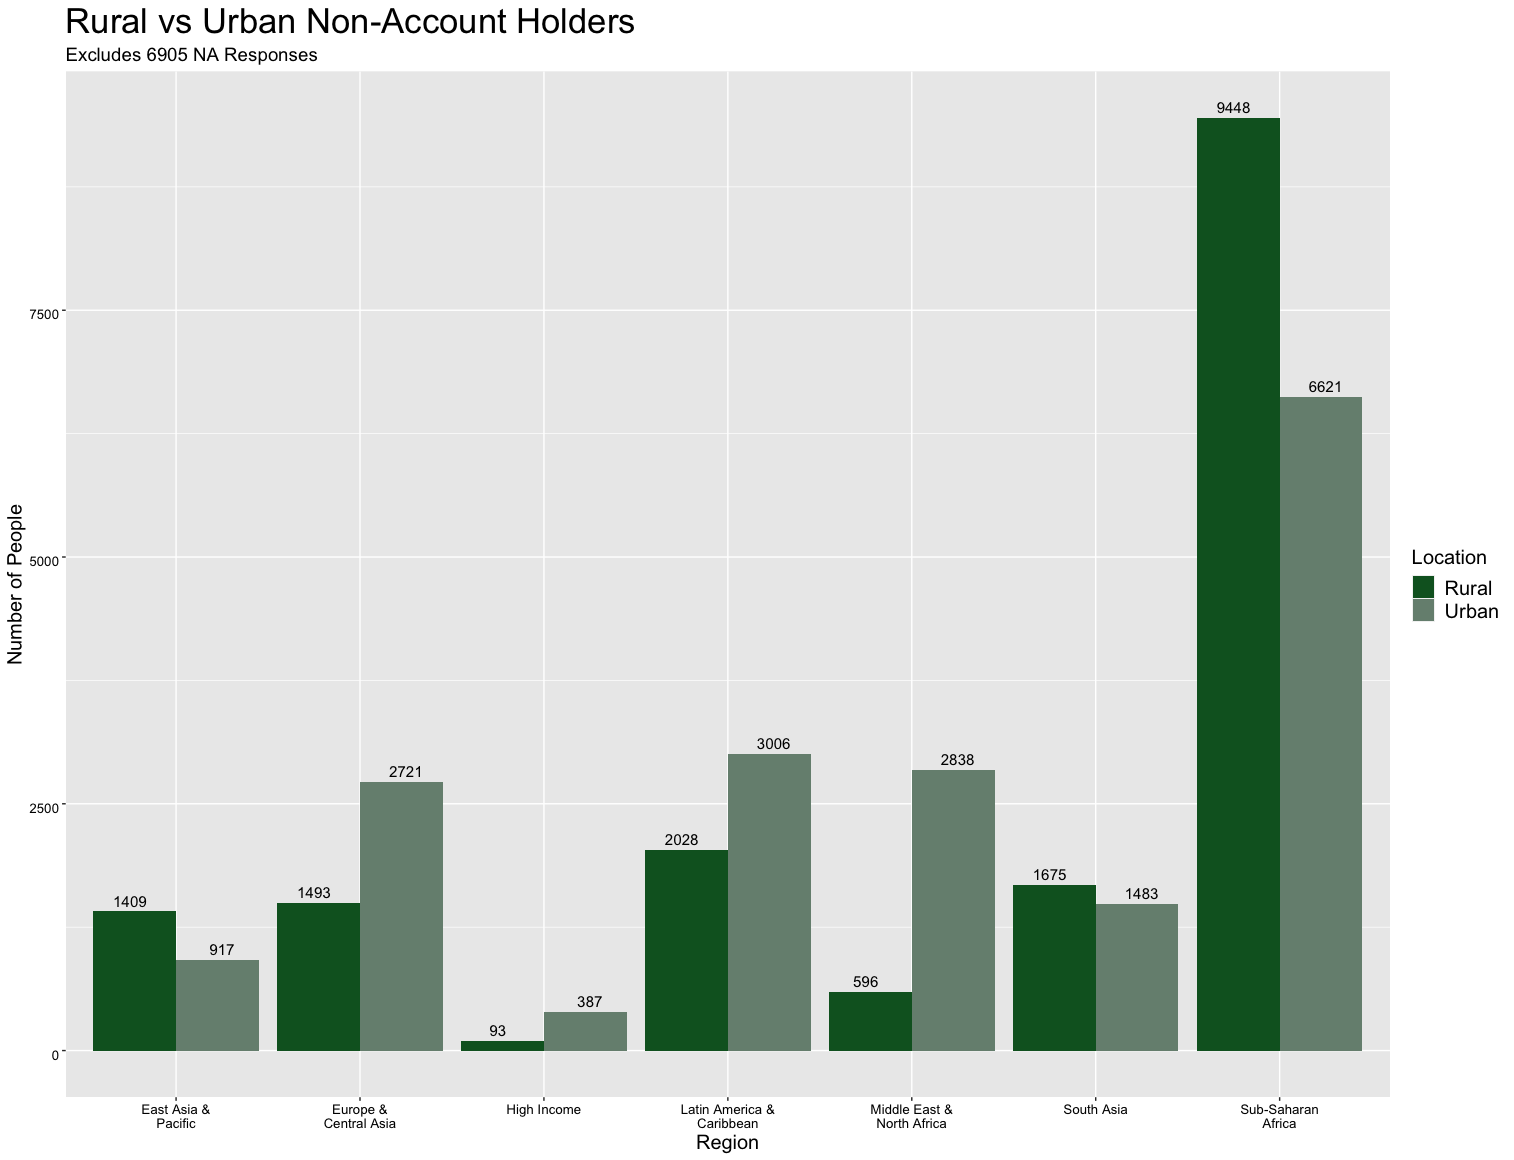 Rural vs Urban Non-Account Holders
Excludes 6905 NA Responses
Number of People
7500
5000
2500
0
1409
917
1493
2721
93
387
2028
3006
596
2838
1675
1483
9448
6621
East Asia &
Pacific
Europe &
Central Asia
High Income
Latin America &
Caribbean
Middle East &
North Africa
South Asia
Sub-Saharan
Africa
Region
Location
Rural
Urban